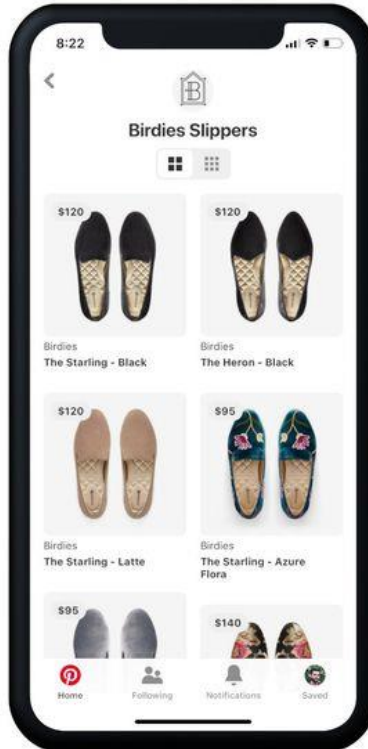 8:22
B
Birdies Slippers
$120
$120
Birdies
The Starling - Black
Birdies
The Heron - Black
$120
$95
Birdies
The Starling - Latte
Birdies
The Starling - Azure
Flora
$95
$140
Home
Following
Notifications
Saved